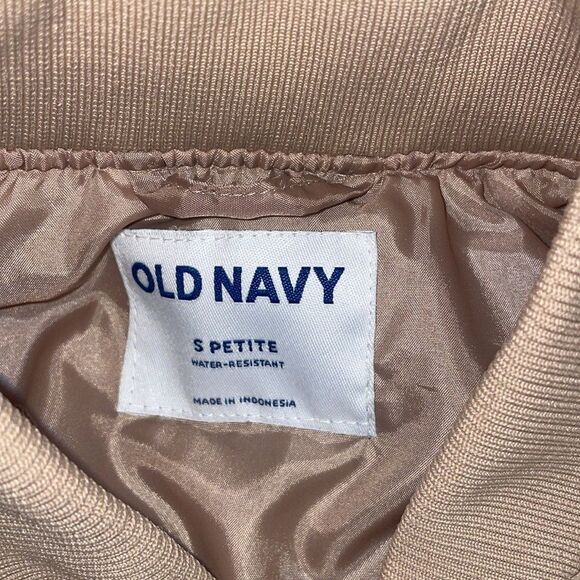 OLD NAVY
S PETITE
WATER-RESISTANT
MADE IN INDONESIA